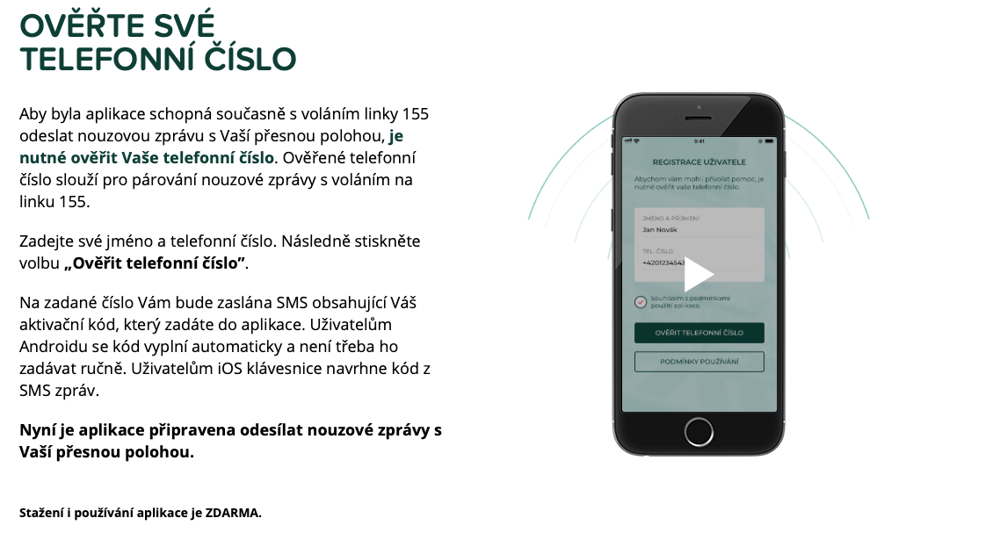 OVĚŘTE SVÉ
TELEFONNÍ ČÍSLO
Aby byla aplikace schopná současně s voláním linky 155
odeslat nouzovou zprávu s Vaší přesnou polohou, je
nutné ověřit Vaše telefonní číslo. Ověřené telefonní
číslo slouží pro párování nouzové zprávy s voláním na
linku 155.
Zadejte své jméno a telefonní číslo. Následně stiskněte
volbu „Ověřit telefonní číslo”.
Na zadané číslo Vám bude zaslána SMS obsahující Váš
aktivační kód, který zadáte do aplikace. Uživatelům
Androidu se kód vyplní automaticky a není třeba ho
zadávat ručně. Uživatelům iOS klávesnice navrhne kód z
SMS zpráv.
Nyní je aplikace připravena odesílat nouzové zprávy s
Vaší přesnou polohou.
Stažení i používání aplikace je ZDARMA.
9:41
REGISTRACE UŽIVATELE
Abychom vám mohli přivolat pomoc, je
nutné ověřit vaše telefonní číslo.
JMÉNO A PŘÍJMENÍ
Jan Novák
TEL. ČÍSLO
Souhlasím s podmínkami
použití aplikace.
OVĚŘIT TELEFONNÍ ČÍSLO
PODMÍNKY POUŽÍVÁNÍ